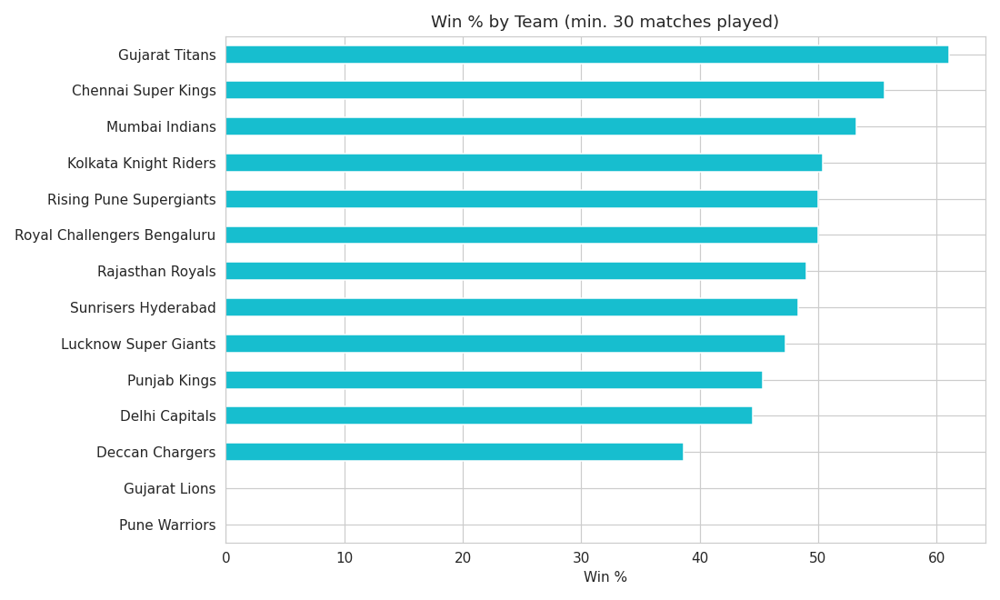 Win % by Team (min. 30 matches played)
Gujarat Titans
Chennai Super Kings
Mumbai Indians
Kolkata Knight Riders
Rising Pune Supergiants
Royal Challengers Bengaluru
Rajasthan Royals
Sunrisers Hyderabad
Lucknow Super Giants
Punjab Kings
Delhi Capitals
Deccan Chargers
Gujarat Lions
Pune Warriors
0 10 20 30 40 50 60
Win %